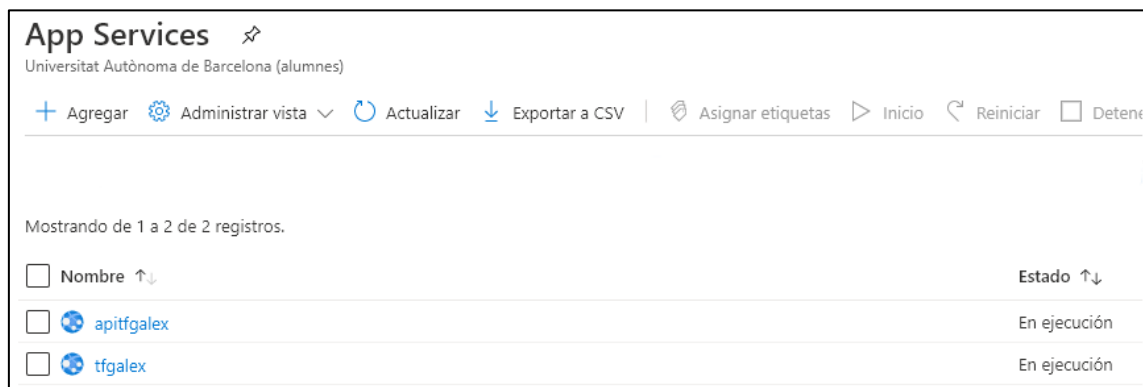 App Services
Universitat Autònoma de Barcelona (alumnes)
Agregar Administrar vista Actualizar Exportar a CSV Asignar etiquetas Inicio Reiniciar Detene
Mostrando de 1 a 2 de 2 registros.
Nombre ↑↓ Estado ↑↓
apitfgalex En ejecución
tfgalex En ejecución